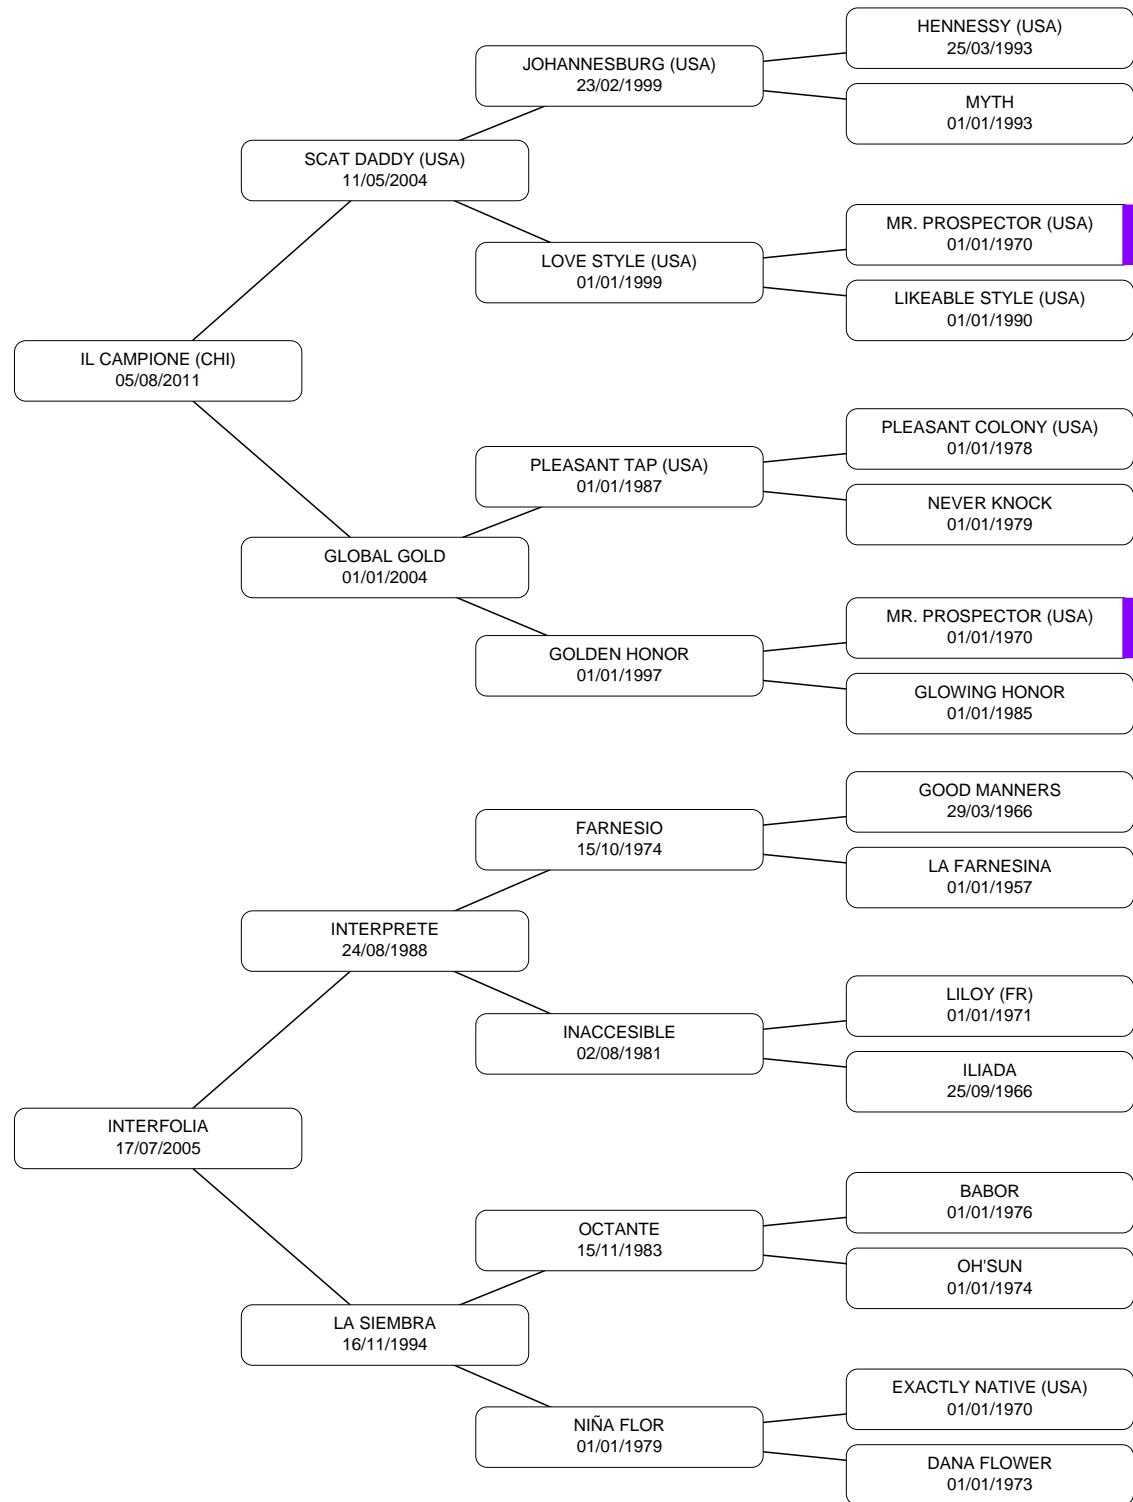 HENNESSY (USA)
25/03/1993
JOHANNESBURG (USA)
23/02/1999
MYTH
01/01/1993
SCAT DADDY (USA)
11/05/2004
MR. PROSPECTOR (USA)
01/01/1970
LOVE STYLE (USA)
01/01/1999
LIKEABLE STYLE (USA)
01/01/1990
IL CAMPIONE (CHI)
05/08/2011
PLEASANT COLONY (USA)
01/01/1978
PLEASANT TAP (USA)
01/01/1987
NEVER KNOCK
01/01/1979
GLOBAL GOLD
01/01/2004
MR. PROSPECTOR (USA)
01/01/1970
GOLDEN HONOR
01/01/1997
GLOWING HONOR
01/01/1985
GOOD MANNERS
29/03/1966
FARNESIO
15/10/1974
LA FARNESINA
01/01/1957
INTERPRETE
24/08/1988
LILOY (FR)
01/01/1971
INACCESIBLE
02/08/1981
ILIADA
25/09/1966
INTERFOLIA
17/07/2005
BABOR
01/01/1976
OCTANTE
15/11/1983
OH'SUN
01/01/1974
LA SIEMBRA
16/11/1994
EXACTLY NATIVE (USA)
01/01/1970
NIÑA FLOR
01/01/1979
DANA FLOWER
01/01/1973